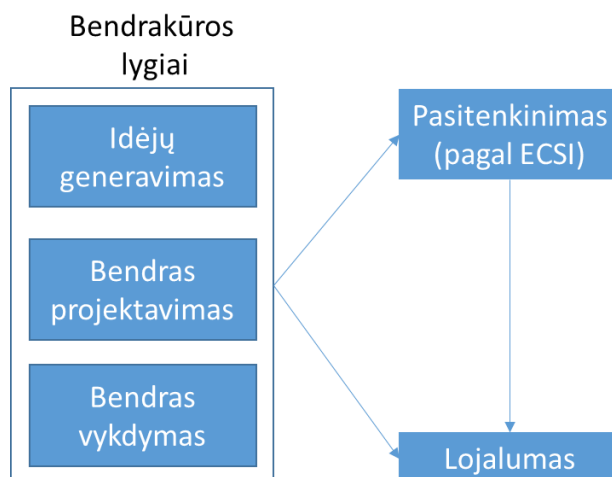 Bendrakūros
lygiai
Idėjų
generavimas
Bendras
projektavimas
Bendras
vykdymas
Pasitenkinimas
(pagal ECSI)
Lojalumas